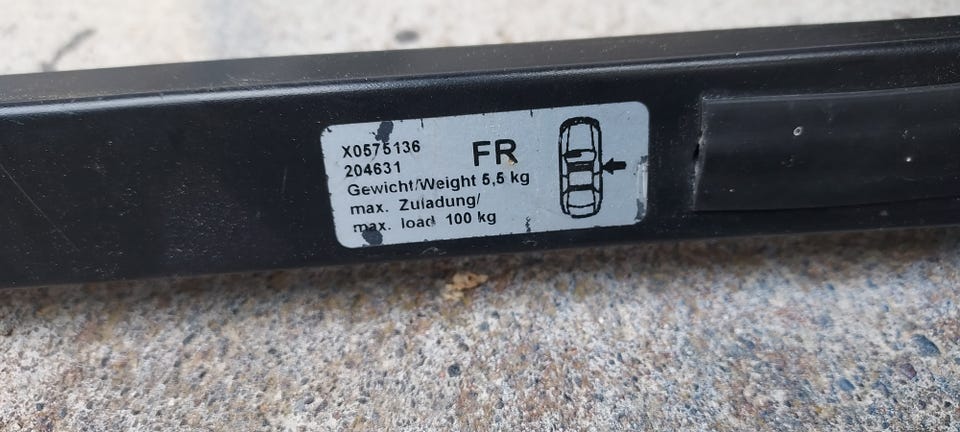 X0575136
204631
FR
Gewicht/Weight 5,5 kg
max. Zuladung/
max. load 100 kg